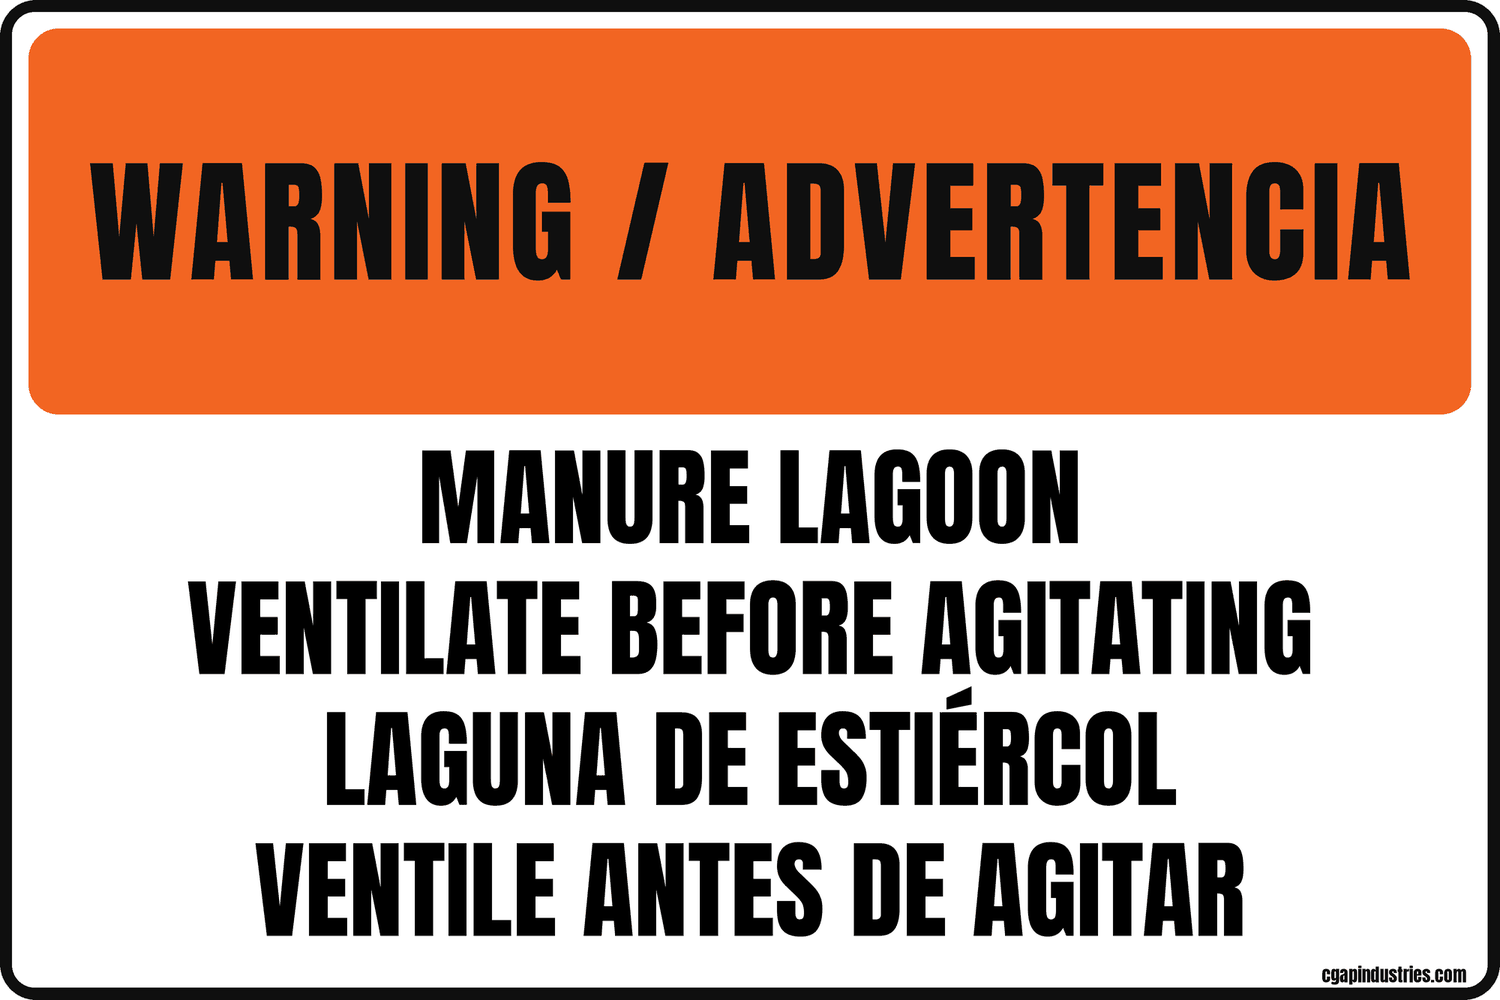 WARNING / ADVERTENCIA
MANURE LAGOON
VENTILATE BEFORE AGITATING
LAGUNA DE ESTIÉRCOL
VENTILE ANTES DE AGITAR
cgapindustries.com